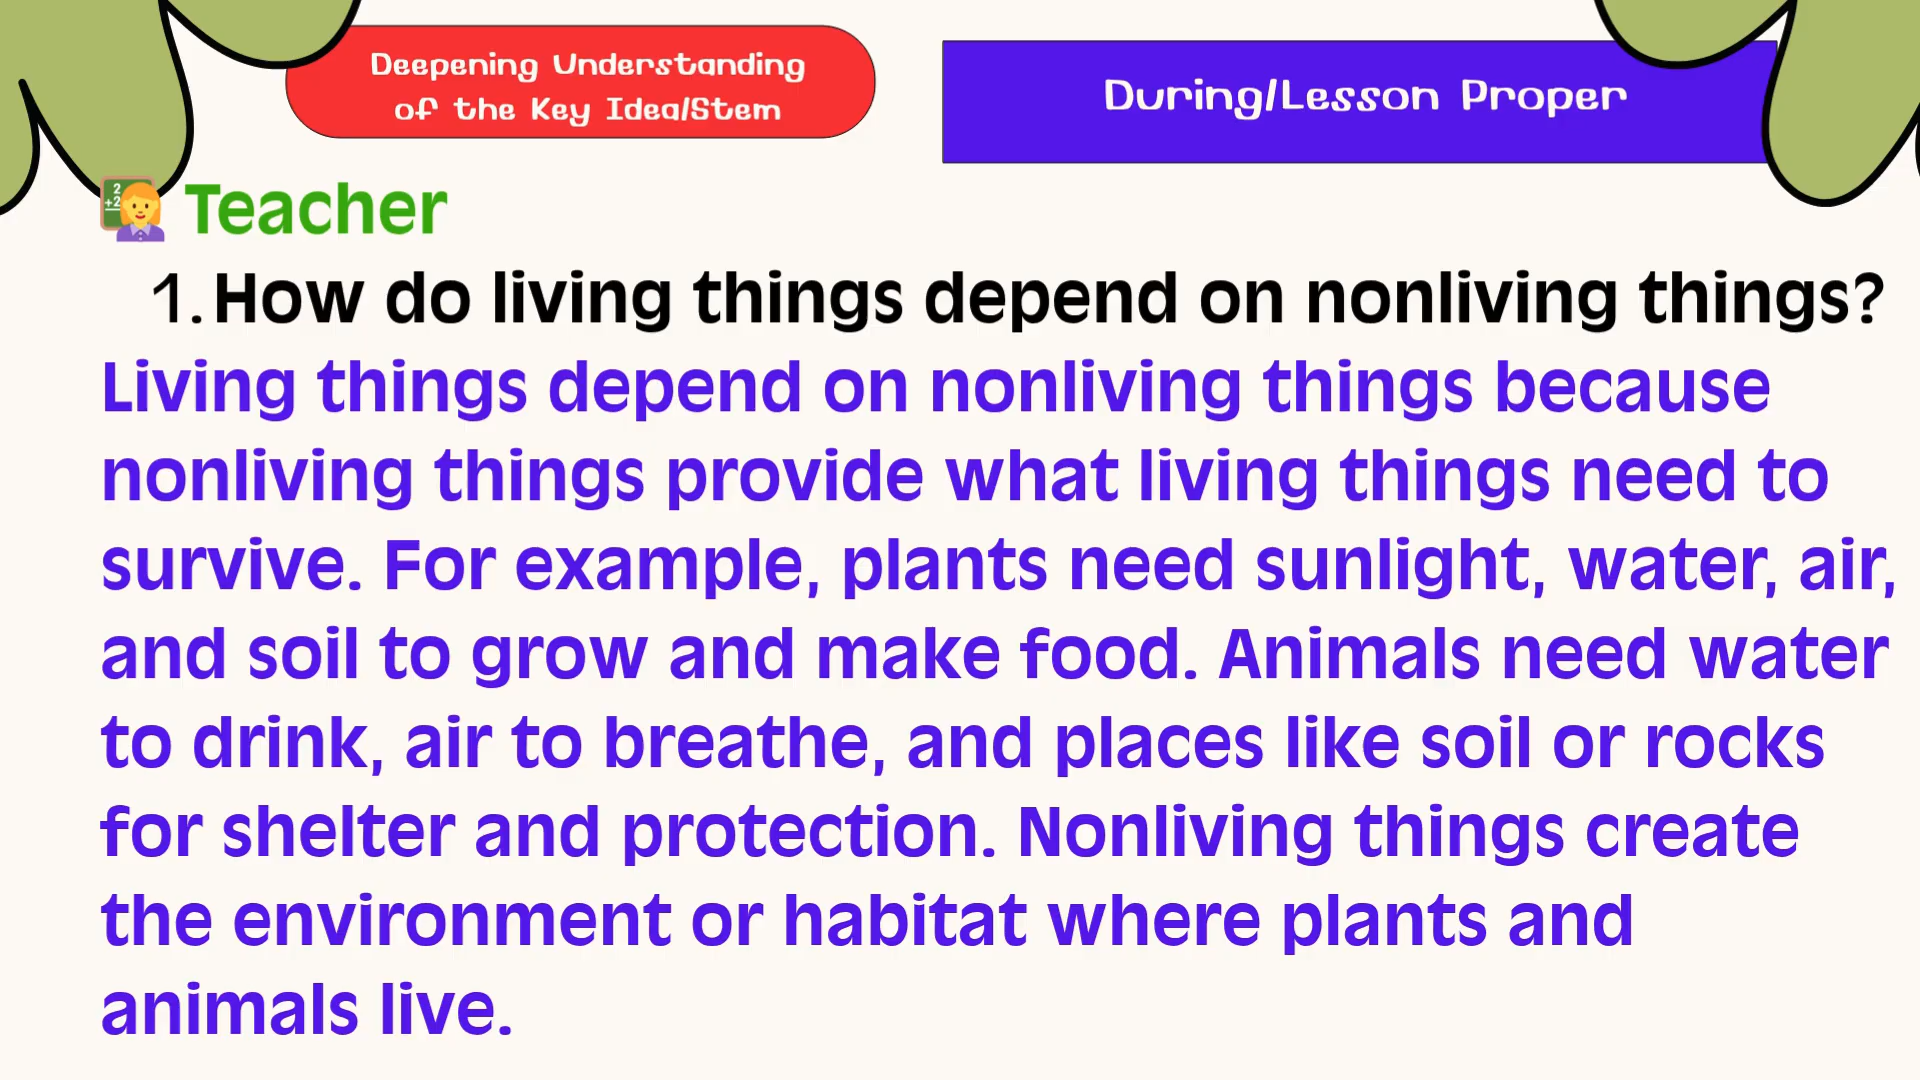 Deepening Understanding
of the Key Idea/Stem
During/Lesson Proper
2
+2
Teacher
1. How do living things depend on nonliving things?
Living things depend on nonliving things because
nonliving things provide what living things need to
survive. For example, plants need sunlight, water, air,
and soil to grow and make food. Animals need water
to drink, air to breathe, and places like soil or rocks
for shelter and protection. Nonliving things create
the environment or habitat where plants and
animals live.